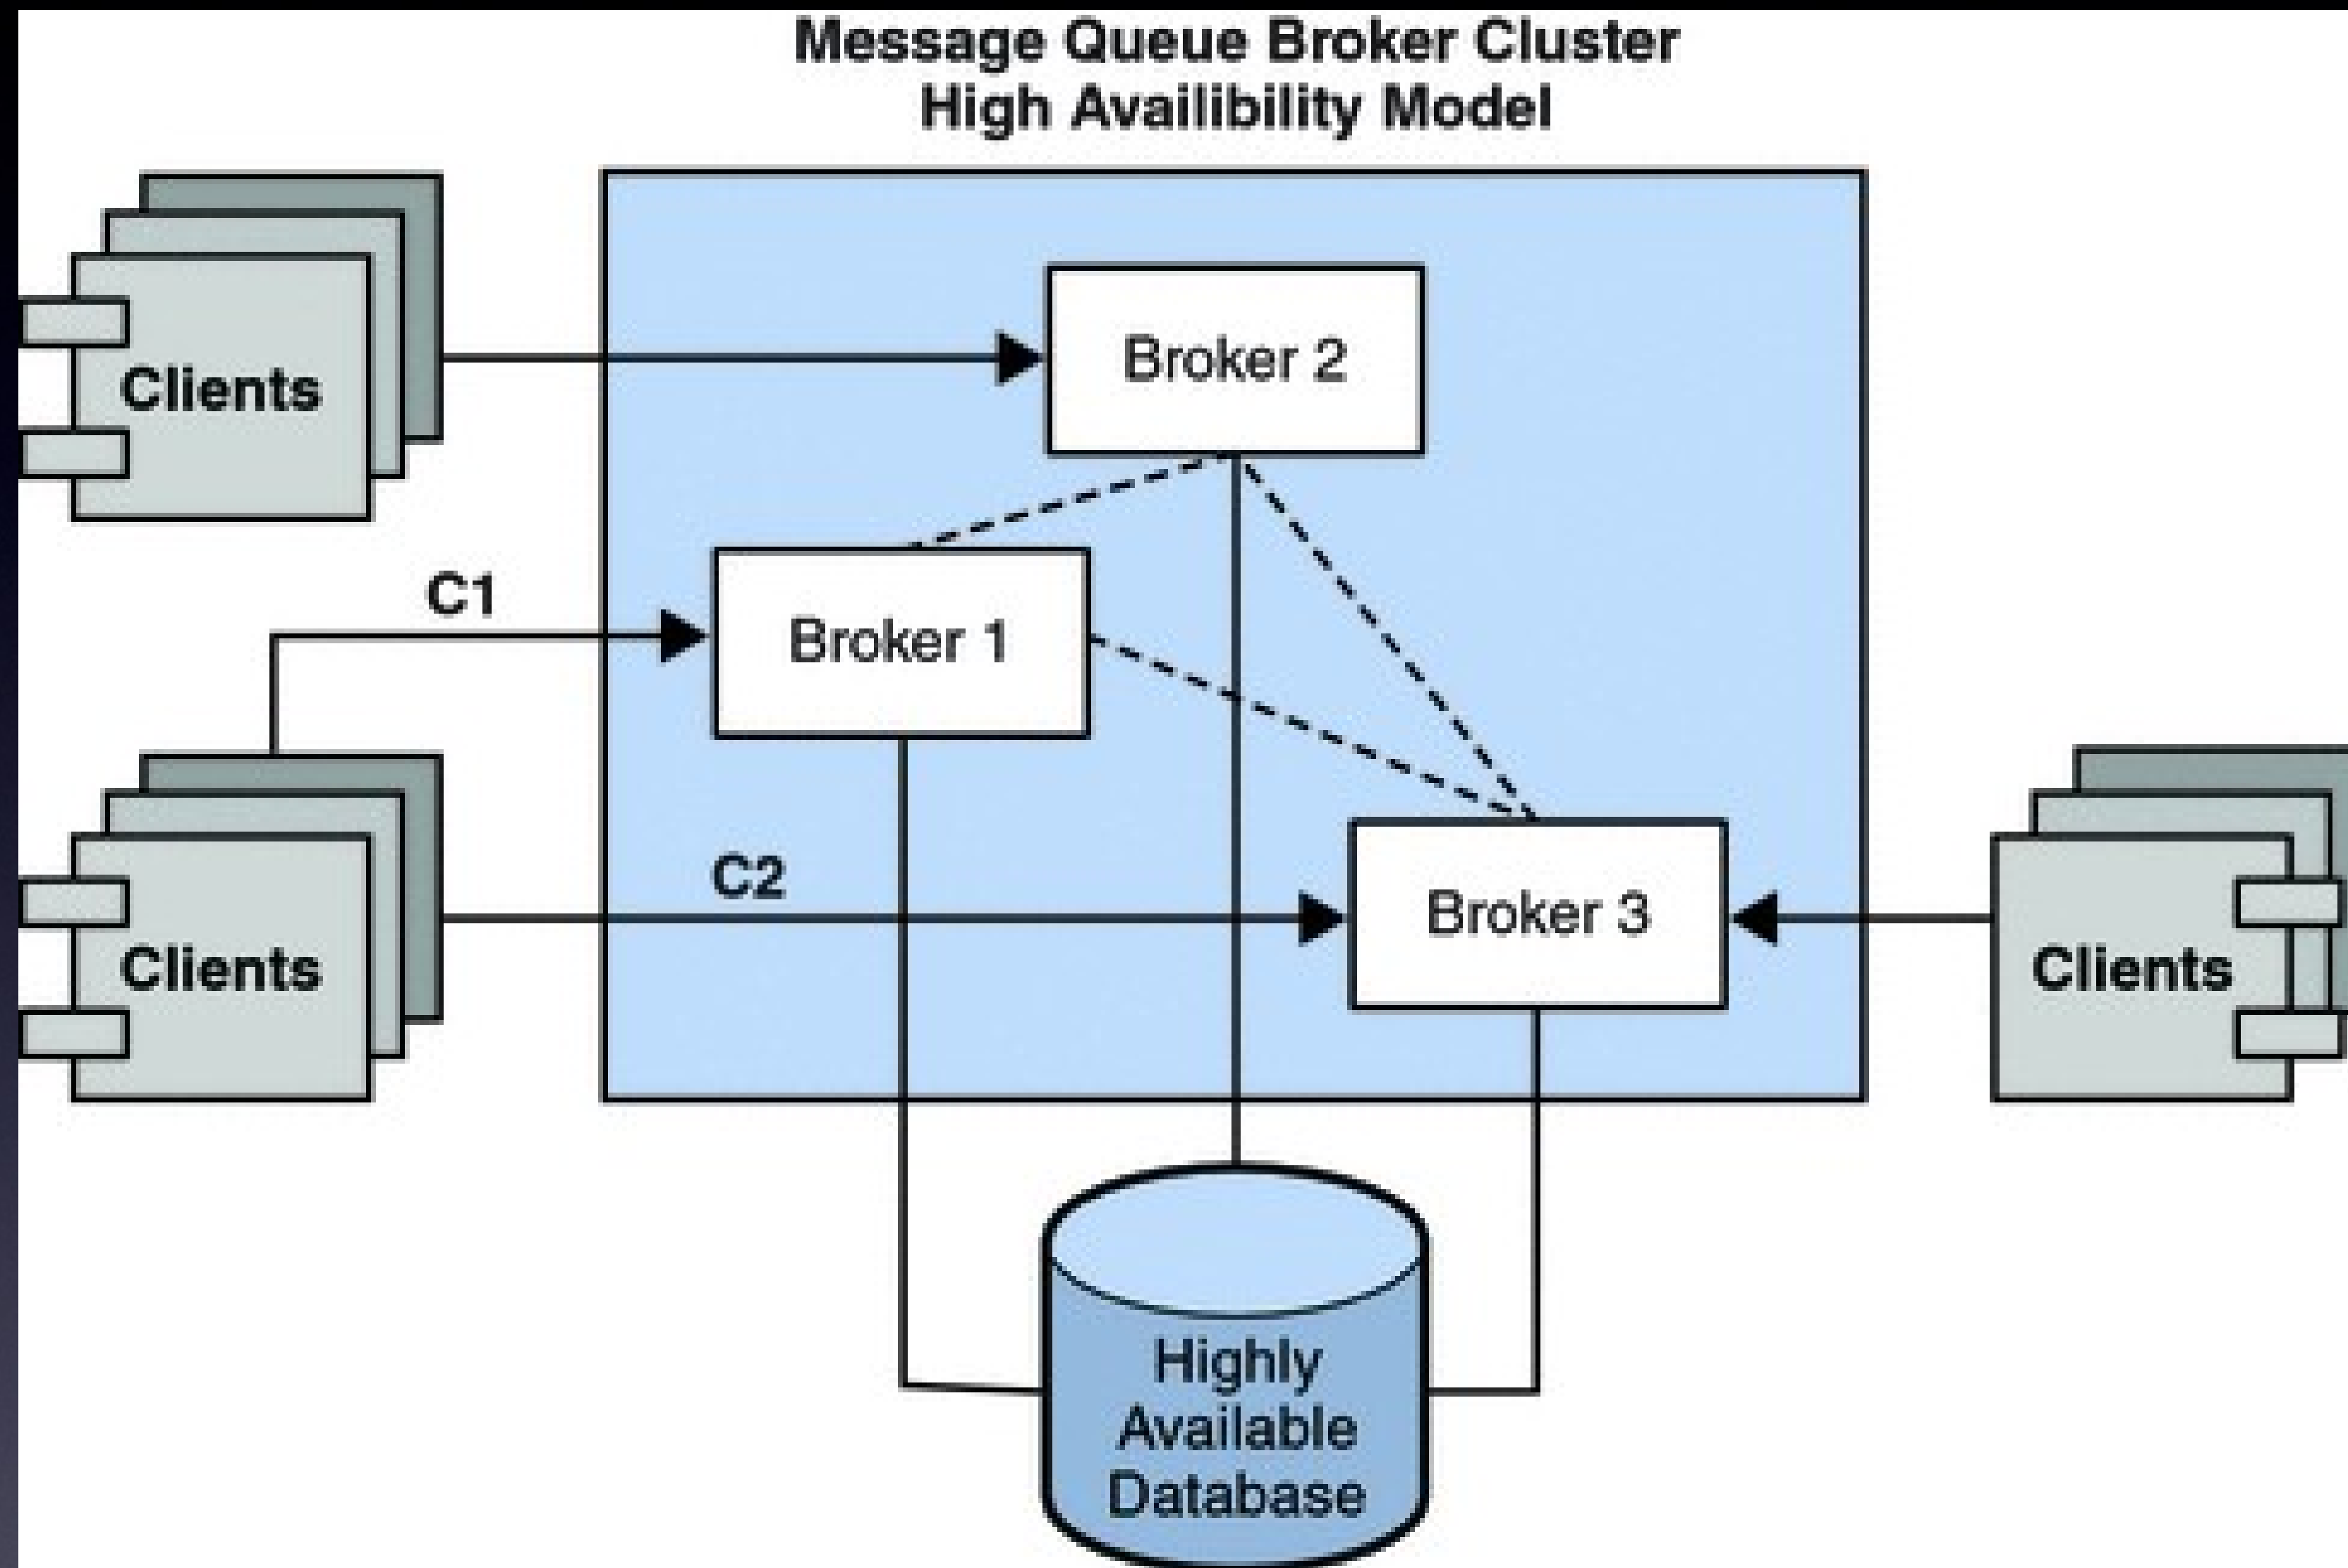 Message Queue Broker Cluster
High Availibility Model
Clients
Broker 2
C1
Broker 1
Clients
C2
Broker 3
Clients
Highly
Available
Database